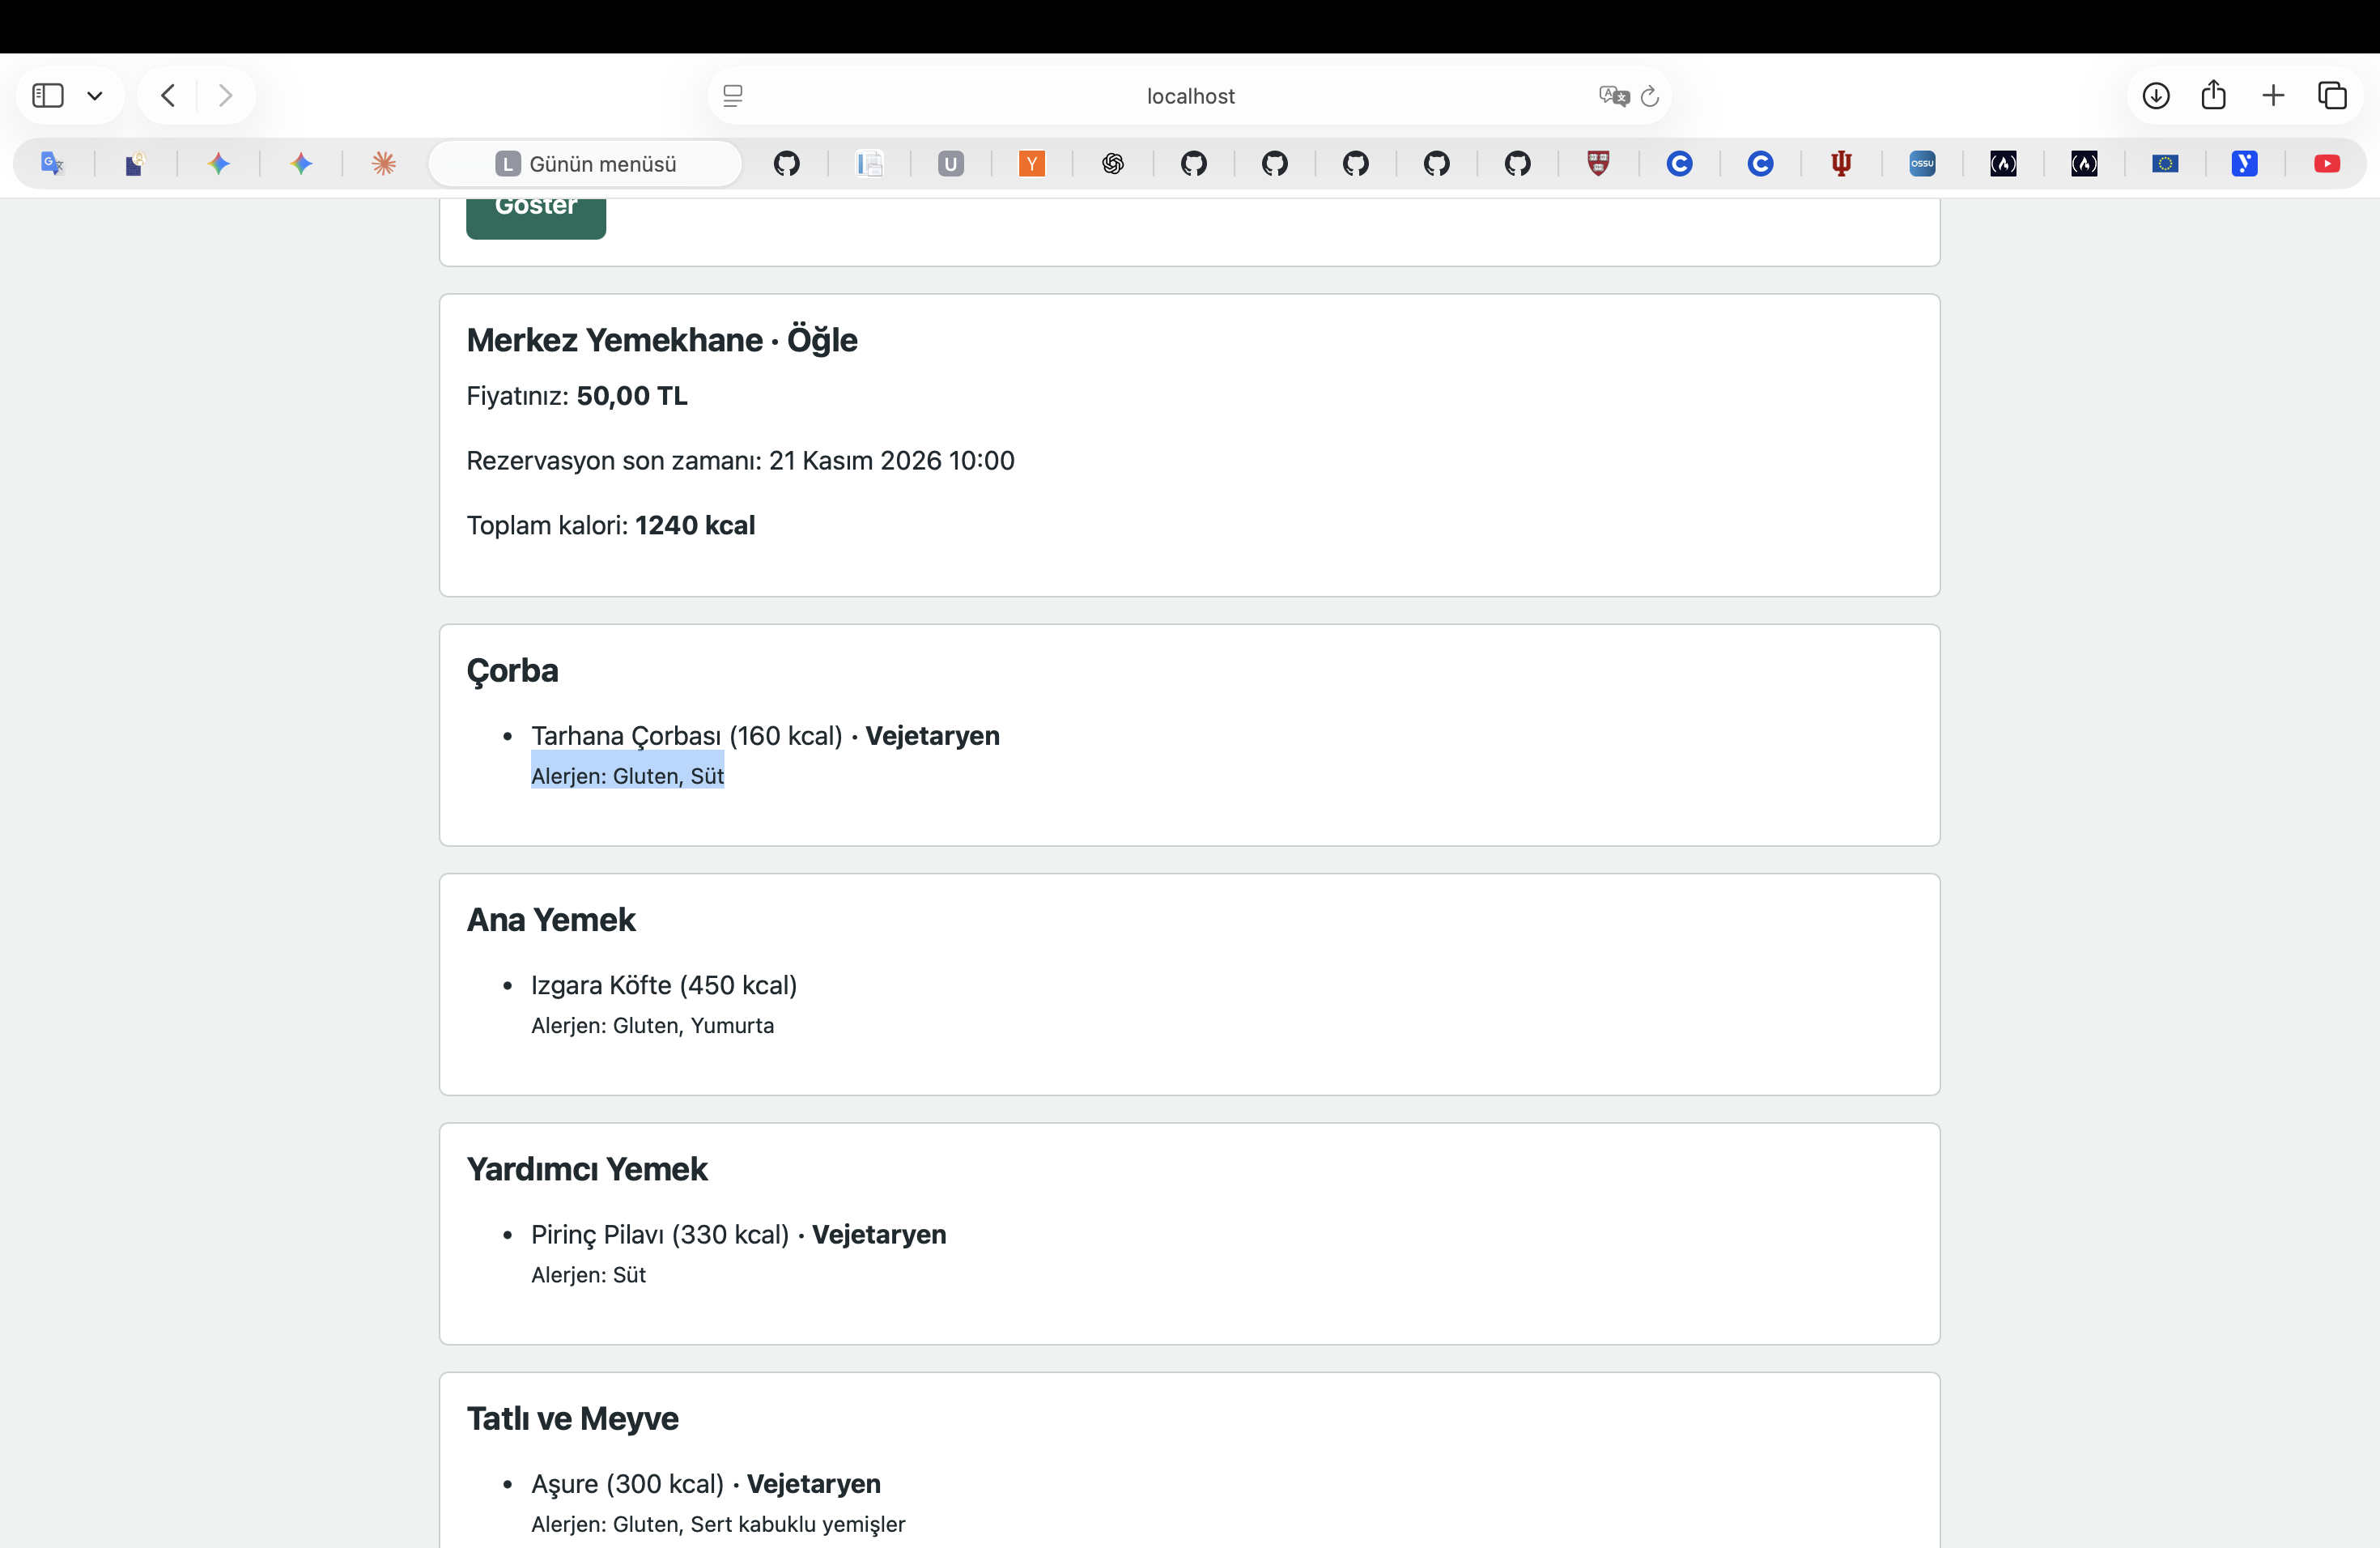 localhost
L Günün menüsü
U
Y
OSSU
Göster
Merkez Yemekhane · Öğle
Fiyatınız: 50,00 TL
Rezervasyon son zamanı: 21 Kasım 2026 10:00
Toplam kalori: 1240 kcal
Çorba
• Tarhana Çorbası (160 kcal) · Vejetaryen
Alerjen: Gluten, Süt
Ana Yemek
• Izgara Köfte (450 kcal)
Alerjen: Gluten, Yumurta
Yardımcı Yemek
• Pirinç Pilavı (330 kcal) · Vejetaryen
Alerjen: Süt
Tatlı ve Meyve
• Aşure (300 kcal) · Vejetaryen
Alerjen: Gluten, Sert kabuklu yemişler